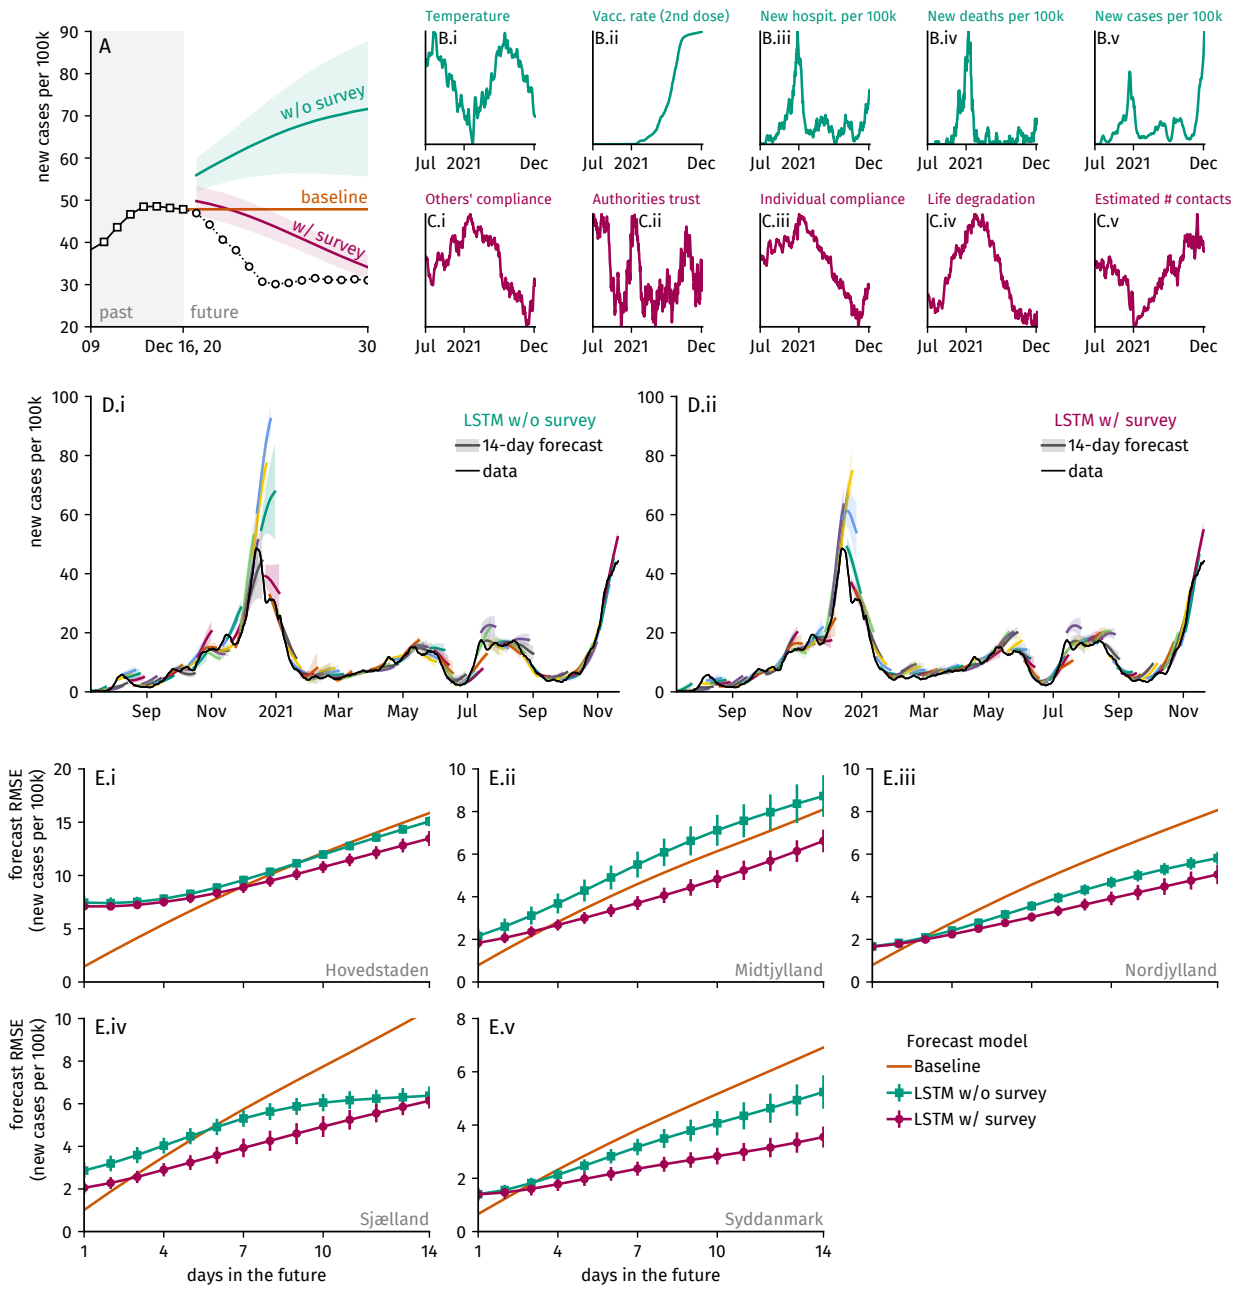 A
new cases per 100k
90
80
70
60
50
40
30
20
w/o survey
baseline
w/ survey
past
future
09
Dec 16, 20
30
Temperature
B.i
Jul 2021 Dec
Vacc. rate (2nd dose)
B.ii
Jul 2021 Dec
New hospit. per 100k
B.iii
Jul 2021 Dec
New deaths per 100k
B.iv
Jul 2021 Dec
New cases per 100k
B.v
Jul 2021 Dec
Others' compliance
C.i
Jul 2021 Dec
Authorities trust
C.ii
Jul 2021 Dec
Individual compliance
C.iii
Jul 2021 Dec
Life degradation
C.iv
Jul 2021 Dec
Estimated # contacts
C.v
Jul 2021 Dec
D.i
new cases per 100k
100
80
60
40
20
0
LSTM w/o survey
14-day forecast
data
Sep Nov 2021 Mar May Jul Sep Nov
D.ii
100
80
60
40
20
0
LSTM w/ survey
14-day forecast
data
Sep Nov 2021 Mar May Jul Sep Nov
E.i
forecast RMSE
(new cases per 100k)
20
15
10
5
0
Hovedstaden
E.ii
10
8
6
4
2
0
Midtjylland
E.iii
10
8
6
4
2
0
Nordjylland
E.iv
forecast RMSE
(new cases per 100k)
10
8
6
4
2
0
Sjælland
1 4 7 10 14
days in the future
E.v
8
6
4
2
0
Syddanmark
1 4 7 10 14
days in the future
Forecast model
Baseline
LSTM w/o survey
LSTM w/ survey